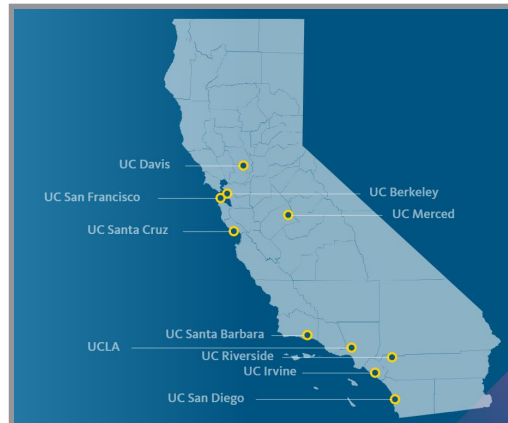 UC Davis
UC San Francisco
UC Berkeley
UC Merced
UC Santa Cruz
UC Santa Barbara
UCLA
UC Riverside
UC Irvine
UC San Diego